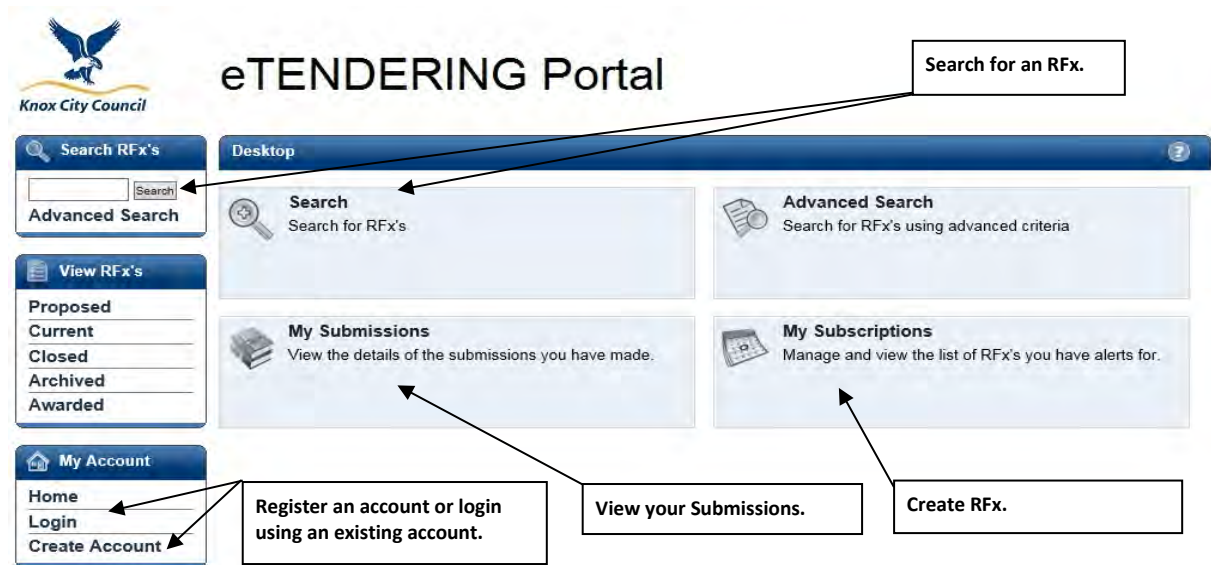 Knox City Council
eTENDERING Portal
Search for an RFx.
Search RFx's
Search
Advanced Search
View RFx's
Proposed
Current
Closed
Archived
Awarded
My Account
Home
Login
Create Account
Desktop
?
Search
Search for RFx's
Advanced Search
Search for RFx's using advanced criteria
My Submissions
View the details of the submissions you have made.
My Subscriptions
Manage and view the list of RFx's you have alerts for.
Register an account or login
using an existing account.
View your Submissions.
Create RFx.